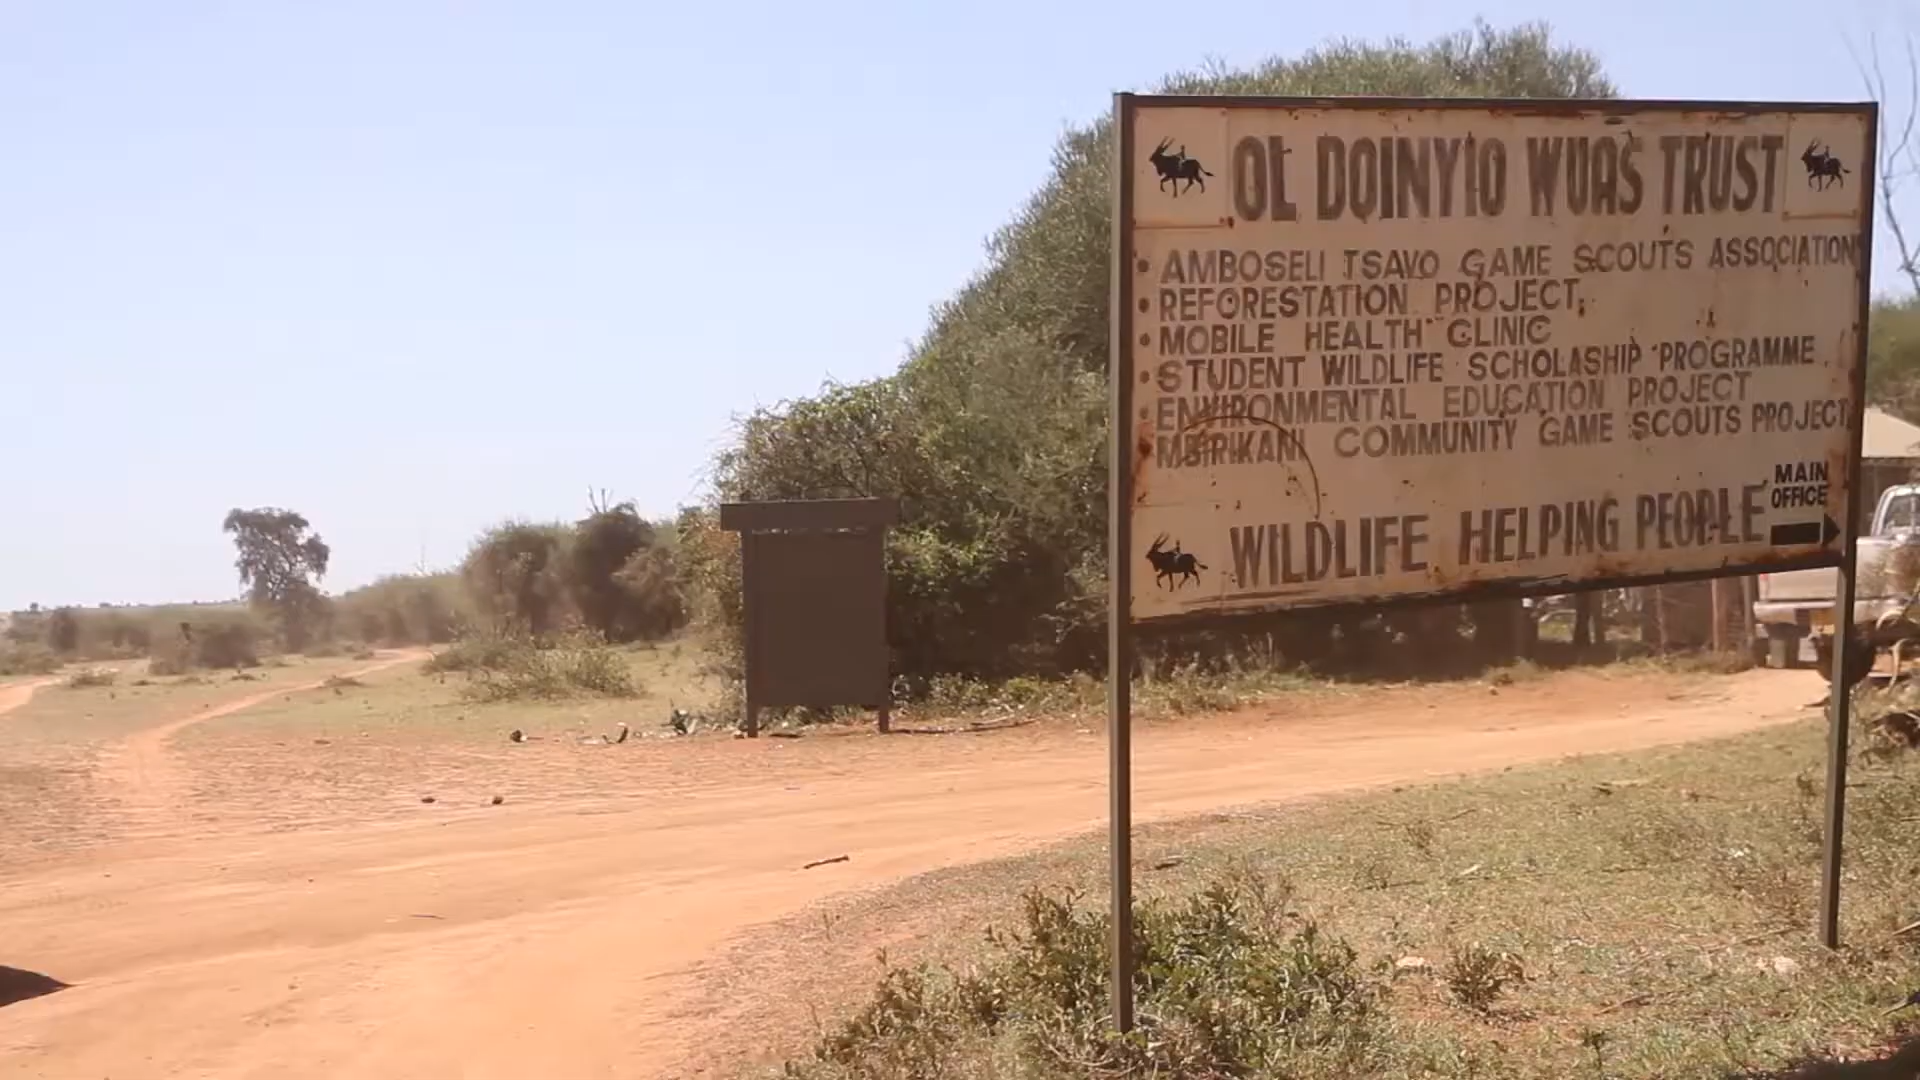 OL DOINYIO WUAS TRUST
• AMBOSELI TSAVO GAME SCOUTS ASSOCIATION
• REFORESTATION PROJECT
• MOBILE HEALTH CLINIC
• STUDENT WILDLIFE SCHOLASHIP PROGRAMME
• ENVIRONMENTAL EDUCATION PROJECT
MBIRIKANI COMMUNITY GAME SCOUTS PROJECT
MAIN
OFFICE
WILDLIFE HELPING PEOPLE